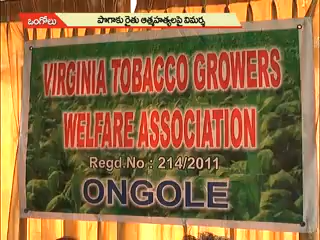 ఒంగోలు
పొగాకు రైతు ఆత్మహత్యలపై విమర్శ
VIRGINIA TOBACCO GROWERS
WELFARE ASSOCIATION
Regd.No : 214/2011
ONGOLE